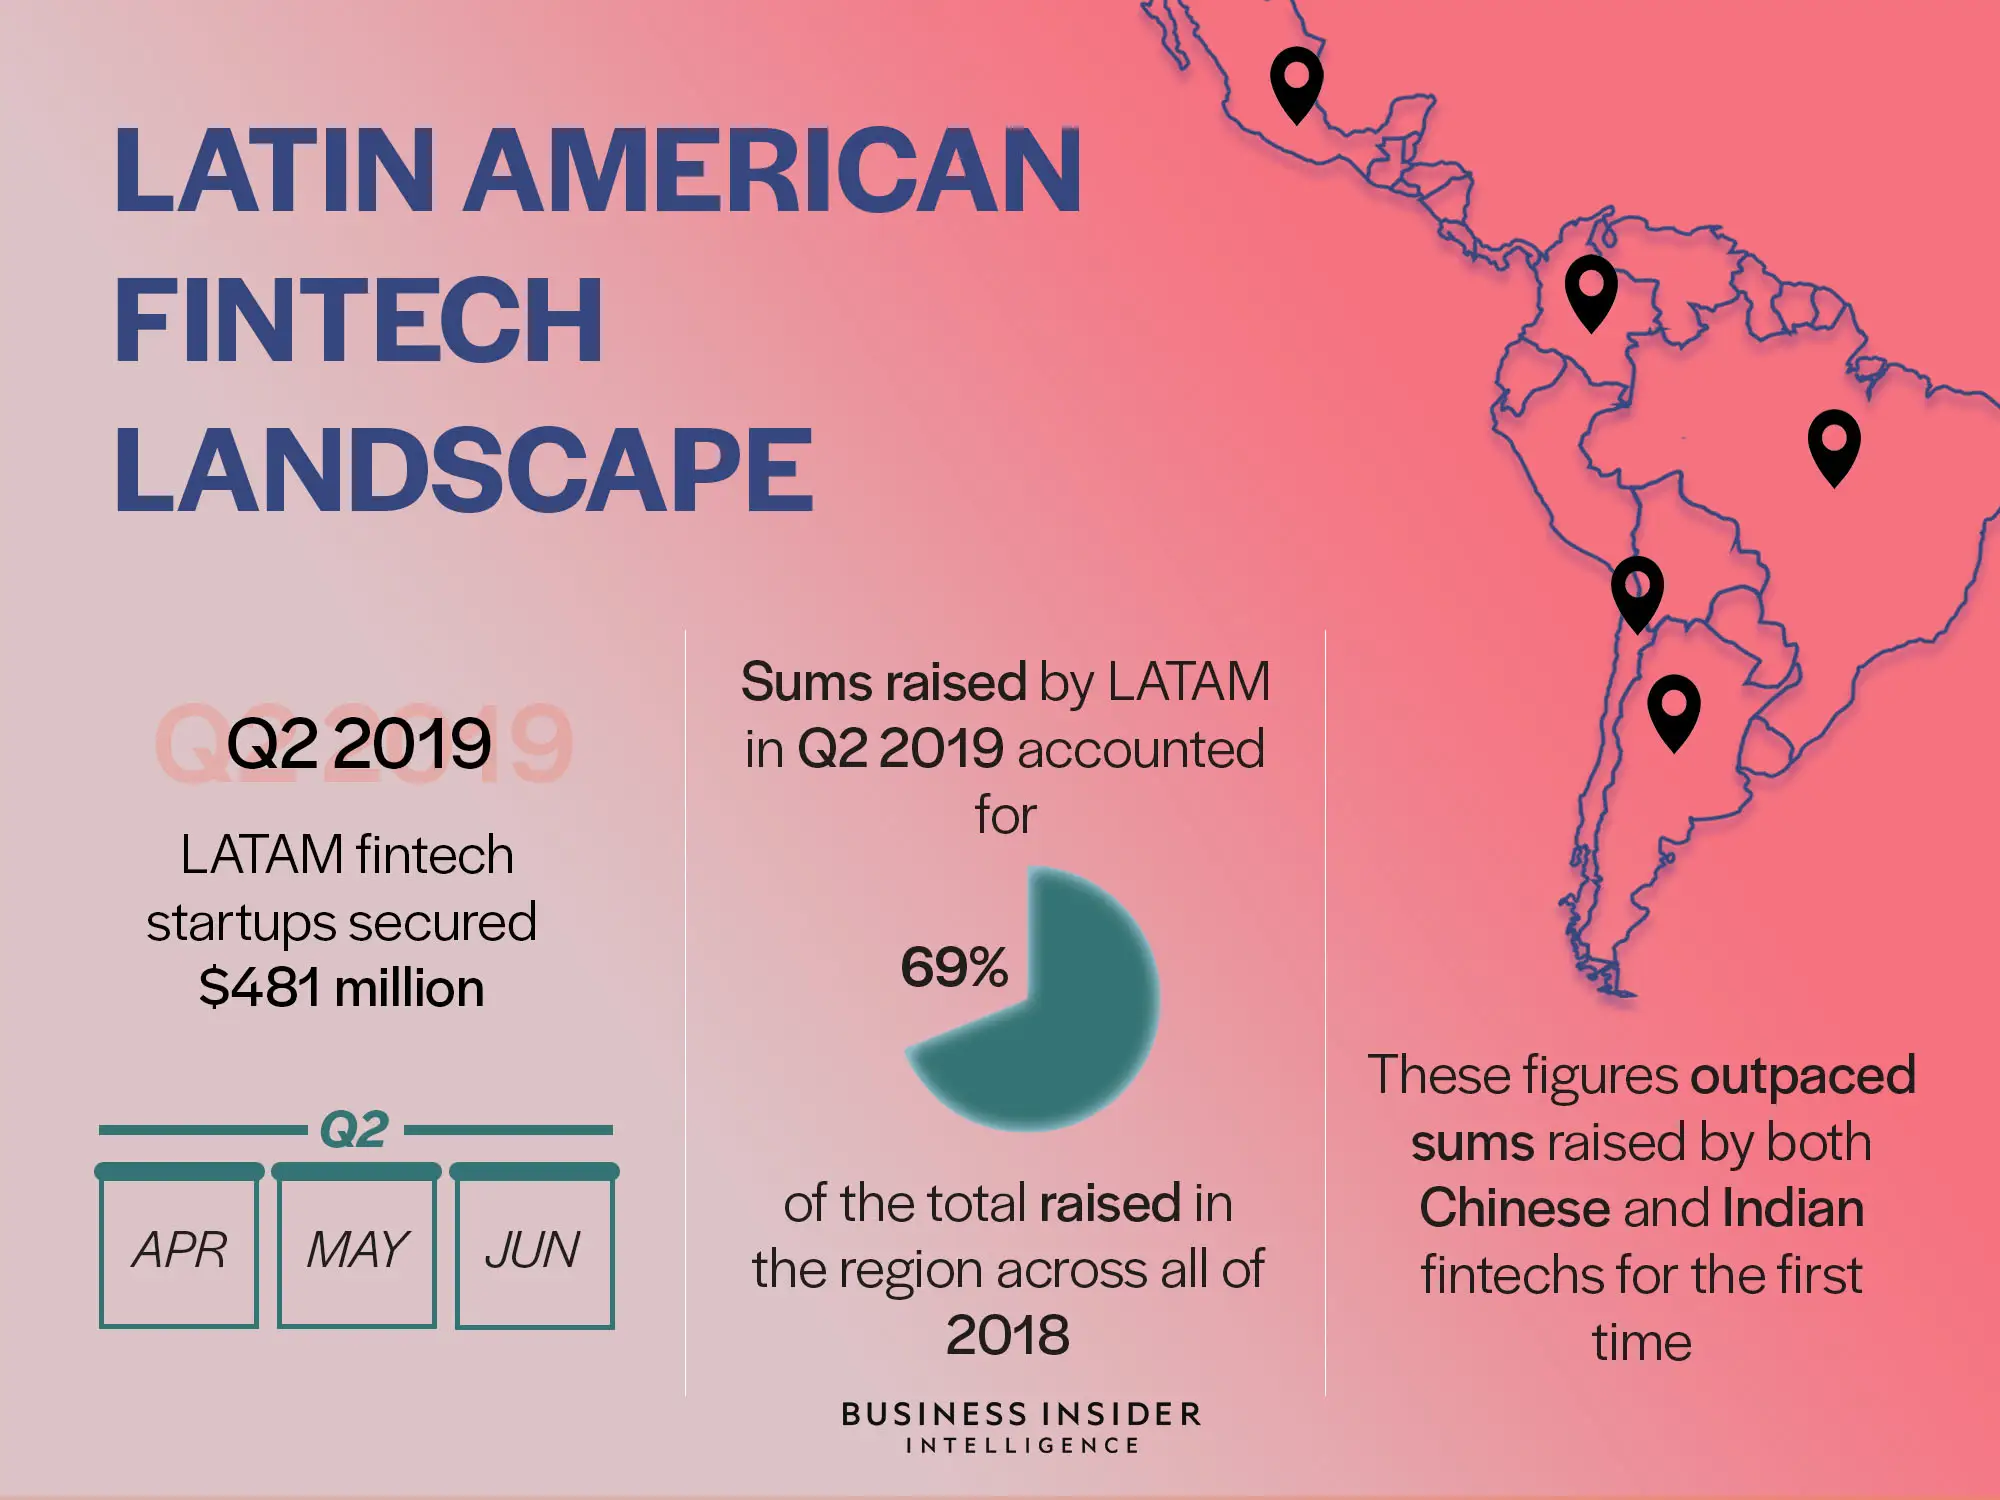 LATIN AMERICAN
FINTECH
LANDSCAPE
Q2 2019
Q2 2019
LATAM fintech
startups secured
$481 million
Q2
APR MAY JUN
Sums raised by LATAM
in Q2 2019 accounted
for
69%
of the total raised in
the region across all of
2018
These figures outpaced
sums raised by both
Chinese and Indian
fintechs for the first
time
BUSINESS INSIDER
INTELLIGENCE